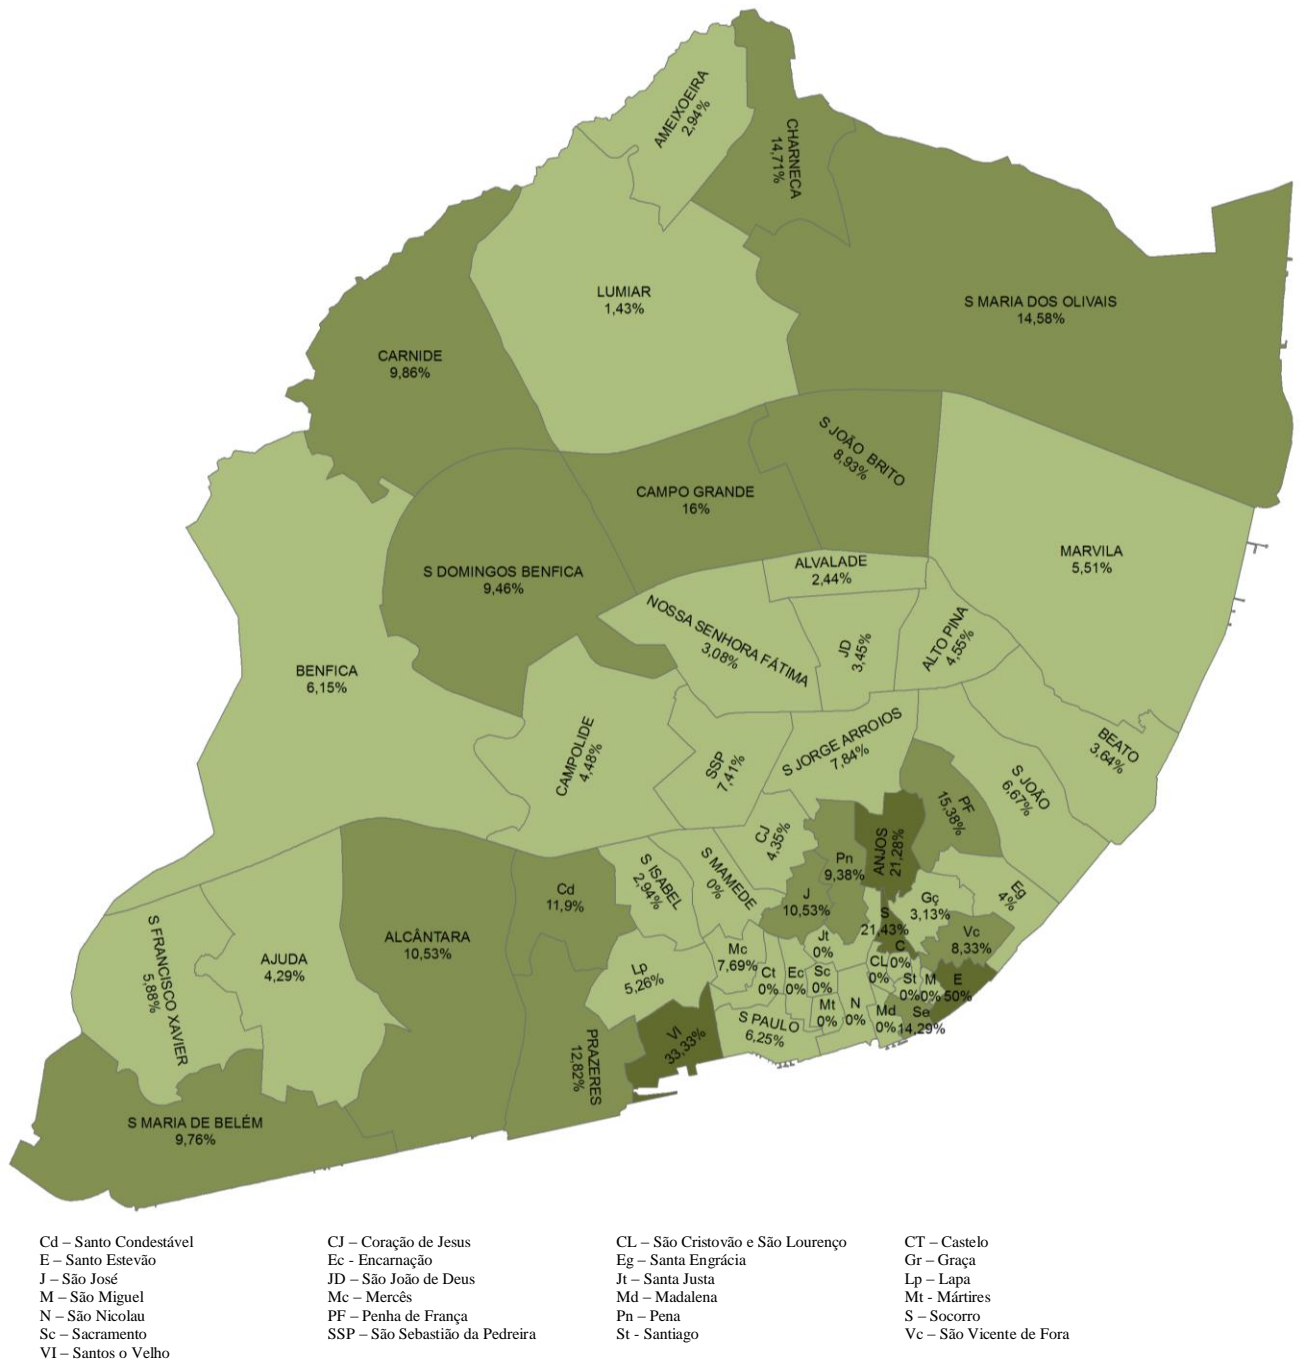 AMEIXOEIRA
2,94%
CHARNECA
14,71%
LUMIAR
1,43%
S MARIA DOS OLIVAIS
14,58%
CARNIDE
9,86%
S JOÃO BRITO
8,93%
CAMPO GRANDE
16%
MARVILA
5,51%
ALVALADE
2,44%
S DOMINGOS BENFICA
9,46%
NOSSA SENHORA FÁTIMA
3,08%
JD
3,45%
ALTO PINA
4,55%
BENFICA
6,15%
CAMPOLIDE
4,48%
SSP
7,41%
S JORGE ARROIOS
7,84%
BEATO
3,64%
S JOÃO
6,67%
PF
15,38%
CJ
4,35%
ANJOS
21,28%
Pn
9,38%
S MAMEDE
0%
S ISABEL
2,94%
Cd
11,9%
J
10,53%
Eg
4%
Gç
3,13%
S
21,43%
Vc
8,33%
S FRANCISCO XAVIER
5,88%
AJUDA
4,29%
ALCÂNTARA
10,53%
Lp
5,26%
Mc
7,69%
Jt
0%
C
0%
CL
0%
Ct
0%
Ec
0%
Sc
0%
St
0%
M
0%
E
50%
Mt
0%
N
0%
Md
0%
Se
14,29%
S PAULO
6,25%
VI
33,33%
PRAZERES
12,82%
S MARIA DE BELÉM
9,76%
Cd – Santo Condestável
E – Santo Estevão
J – São José
M – São Miguel
N – São Nicolau
Sc – Sacramento
VI – Santos o Velho
CJ – Coração de Jesus
Ec - Encarnação
JD – São João de Deus
Mc – Mercês
PF – Penha de França
SSP – São Sebastião da Pedreira
CL – São Cristovão e São Lourenço
Eg – Santa Engrácia
Jt – Santa Justa
Md – Madalena
Pn – Pena
St - Santiago
CT – Castelo
Gr – Graça
Lp – Lapa
Mt - Mártires
S – Socorro
Vc – São Vicente de Fora